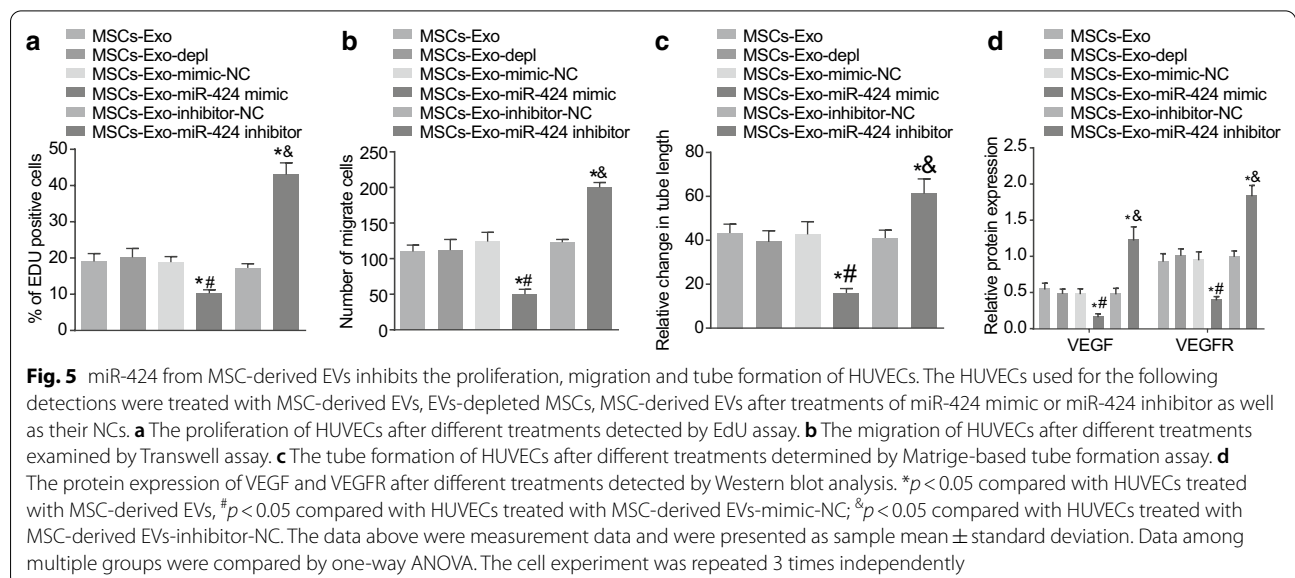 a
MSCs-Exo
MSCs-Exo-depl
MSCs-Exo-mimic-NC
MSCs-Exo-miR-424 mimic
MSCs-Exo-inhibitor-NC
MSCs-Exo-miR-424 inhibitor
% of EDU positive cells
50
40
30
20
10
0
*#
*&
b
MSCs-Exo
MSCs-Exo-depl
MSCs-Exo-mimic-NC
MSCs-Exo-miR-424 mimic
MSCs-Exo-inhibitor-NC
MSCs-Exo-miR-424 inhibitor
Number of migrate cells
250
200
150
100
50
0
*#
*&
c
MSCs-Exo
MSCs-Exo-depl
MSCs-Exo-mimic-NC
MSCs-Exo-miR-424 mimic
MSCs-Exo-inhibitor-NC
MSCs-Exo-miR-424 inhibitor
Relative change in tube length
80
60
40
20
0
*#
*&
d
MSCs-Exo
MSCs-Exo-depl
MSCs-Exo-mimic-NC
MSCs-Exo-miR-424 mimic
MSCs-Exo-inhibitor-NC
MSCs-Exo-miR-424 inhibitor
Relative protein expression
2.5
2.0
1.5
1.0
0.5
0.0
*#
*&
*#
*&
VEGF
VEGFR
Fig. 5 miR-424 from MSC-derived EVs inhibits the proliferation, migration and tube formation of HUVECs. The HUVECs used for the following
detections were treated with MSC-derived EVs, EVs-depleted MSCs, MSC-derived EVs after treatments of miR-424 mimic or miR-424 inhibitor as well
as their NCs. a The proliferation of HUVECs after different treatments detected by EdU assay. b The migration of HUVECs after different treatments
examined by Transwell assay. c The tube formation of HUVECs after different treatments determined by Matrige-based tube formation assay. d
The protein expression of VEGF and VEGFR after different treatments detected by Western blot analysis. *p < 0.05 compared with HUVECs treated
with MSC-derived EVs, #p < 0.05 compared with HUVECs treated with MSC-derived EVs-mimic-NC; &p < 0.05 compared with HUVECs treated with
MSC-derived EVs-inhibitor-NC. The data above were measurement data and were presented as sample mean ± standard deviation. Data among
multiple groups were compared by one-way ANOVA. The cell experiment was repeated 3 times independently